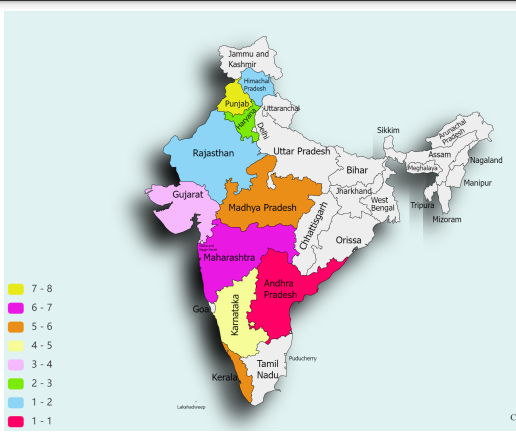 Jammu and
Kashmir
Himachal
Pradesh
Punjab
Haryana
Uttaranchal
Delhi
Rajasthan
Uttar Pradesh
Sikkim
Arunachal
Pradesh
Assam
Nagaland
Meghalaya
Bihar
Manipur
Jharkhand
West
Bengal
Tripura
Mizoram
Gujarat
Madhya Pradesh
Chhattisgarh
Orissa
Maharashtra
7 - 8
6 - 7
5 - 6
4 - 5
3 - 4
2 - 3
1 - 2
1 - 1
Andhra
Pradesh
Goa
Karnataka
Puducherry
Tamil
Nadu
Kerala
Lakshadweep
C